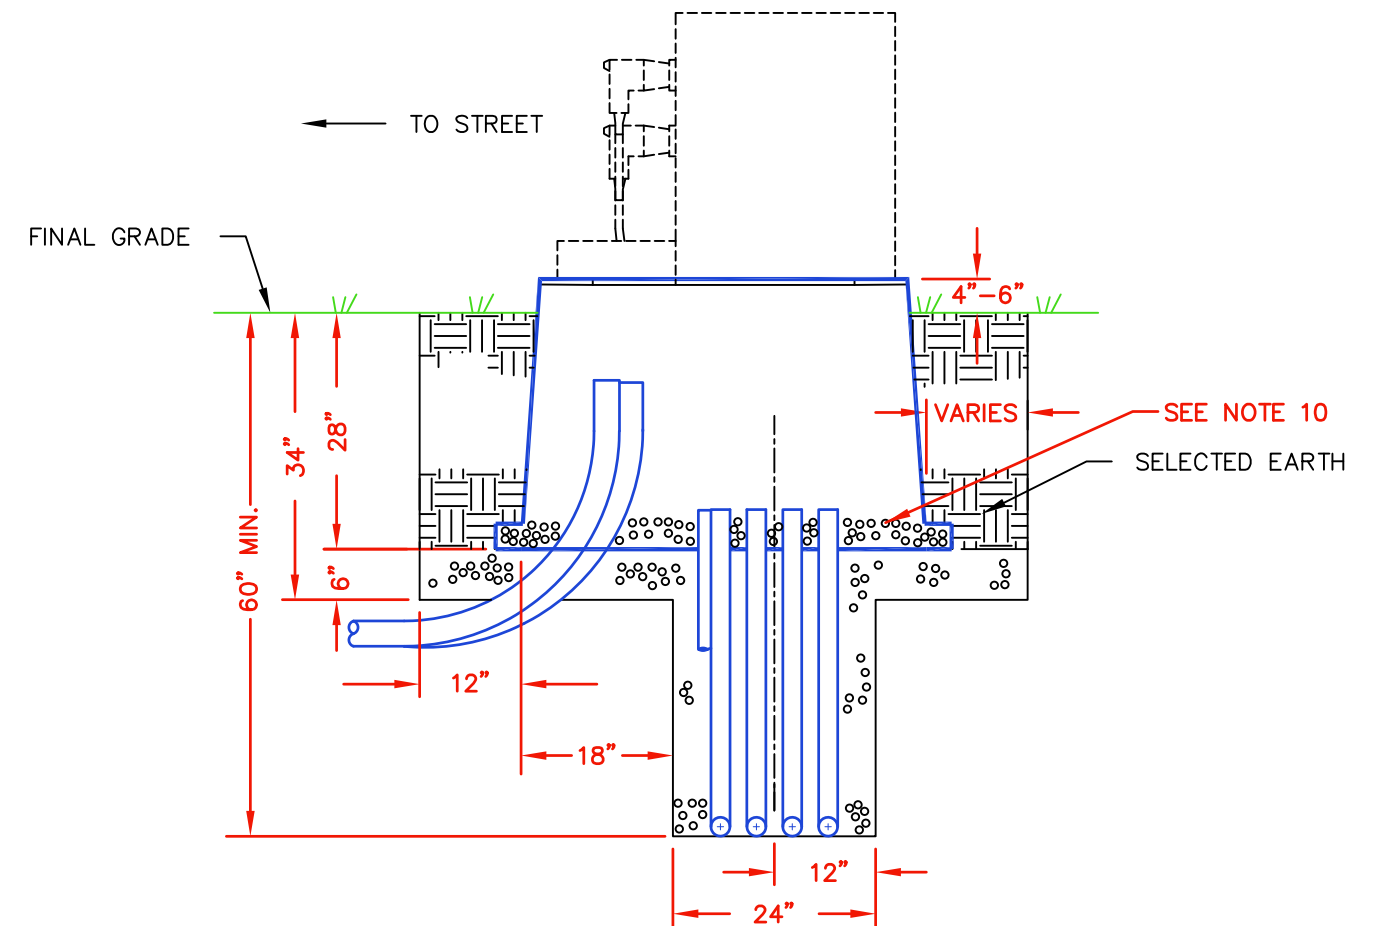 TO STREET
FINAL GRADE
4”–6”
VARIES
SEE NOTE 10
SELECTED EARTH
28”
34”
60” MIN.
6”
12”
18”
12”
24”